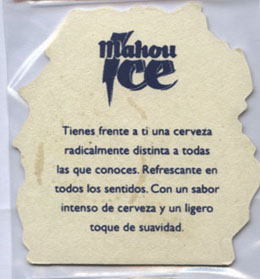 Mahou
Ice
Tienes frente a ti una cerveza
radicalmente distinta a todas
las que conoces. Refrescante en
todos los sentidos. Con un sabor
intenso de cerveza y un ligero
toque de suavidad.